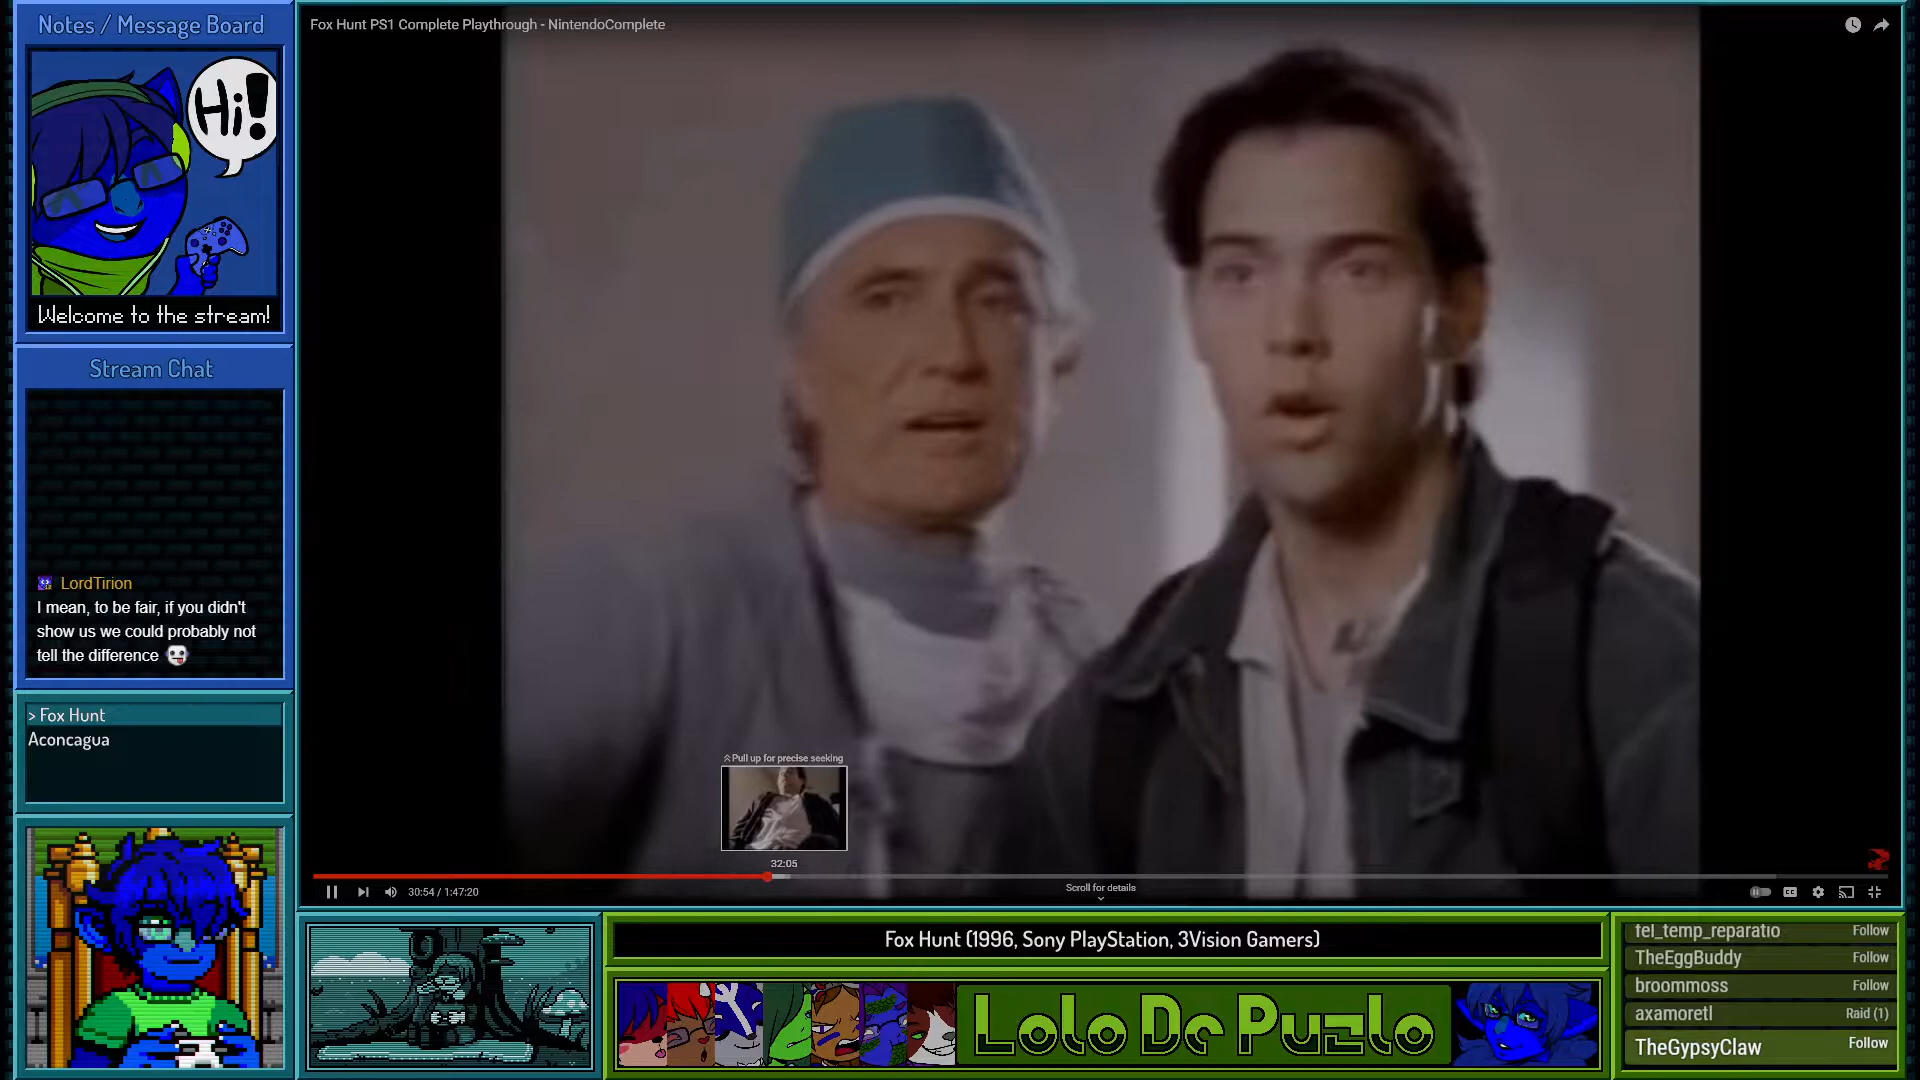 Notes / Message Board
Hi!
Welcome to the stream!
Stream Chat
LordTirion
I mean, to be fair, if you didn't
show us we could probably not
tell the difference
> Fox Hunt
Aconcagua
Fox Hunt PS1 Complete Playthrough - NintendoComplete
Pull up for precise seeking
32:05
30:54 / 1:47:20
Scroll for details
CC
Fox Hunt (1996, Sony PlayStation, 3Vision Gamers)
Lolo De Puzlo
fel_temp_reparatio Follow
TheEggBuddy Follow
broommoss Follow
axamoretl Raid (1)
TheGypsyClaw Follow